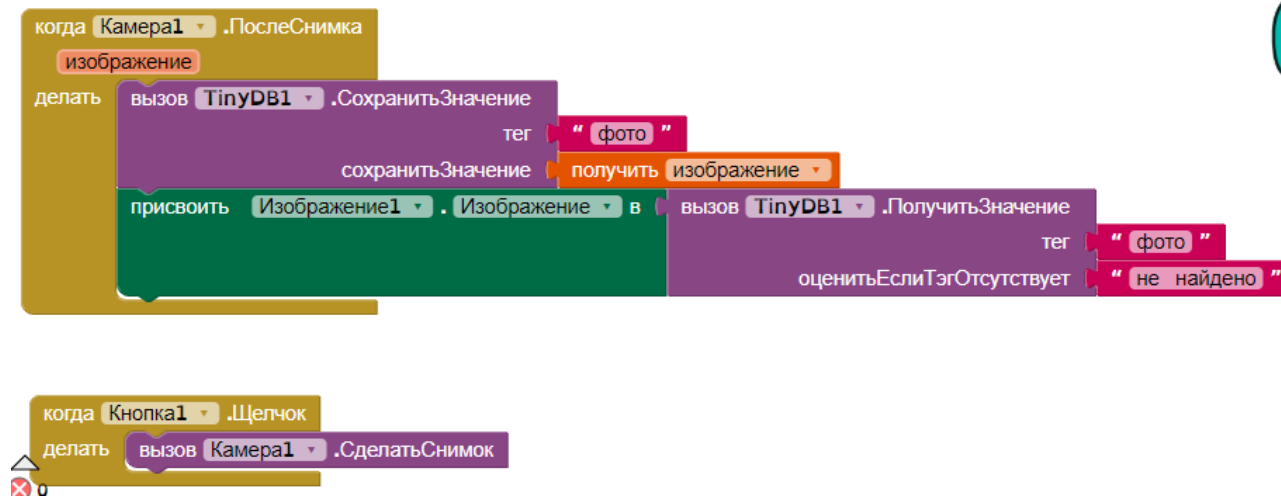 когда Камера1 .ПослеСнимка
изображение
делать вызов TinyDB1 .СохранитьЗначение
тег " фото "
сохранитьЗначение получить изображение
присвоить Изображение1 . Изображение в вызов TinyDB1 .ПолучитьЗначение
тег " фото "
оценитьЕслиТэгОтсутствует " не найдено "
когда Кнопка1 .Щелчок
делать вызов Камера1 .СделатьСнимок
0